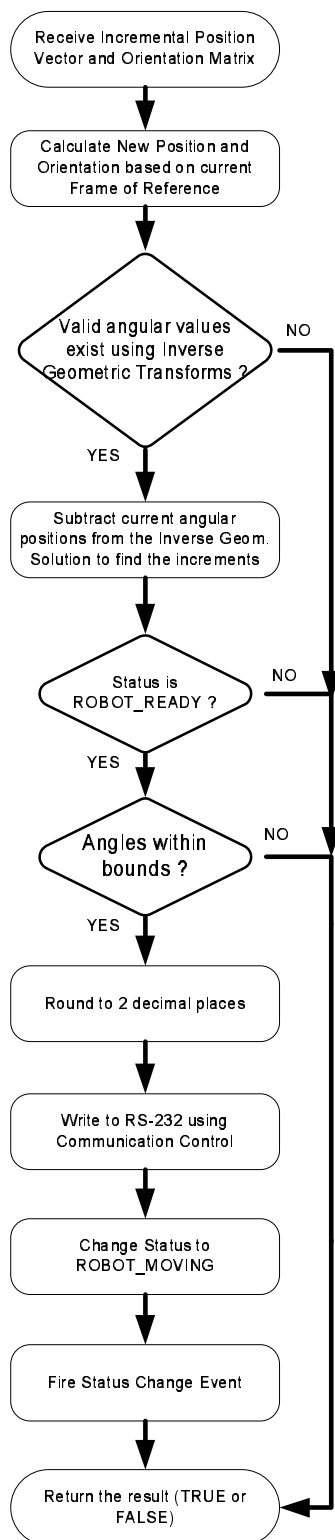 Receive Incremental Position
Vector and Orientation Matrix
Calculate New Position and
Orientation based on current
Frame of Reference
Valid angular values
exist using Inverse
Geometric Transforms ?
NO
YES
Subtract current angular
positions from the Inverse Geom.
Solution to find the increments
Status is
ROBOT_READY ?
NO
YES
Angles within
bounds ?
NO
YES
Round to 2 decimal places
Write to RS-232 using
Communication Control
Change Status to
ROBOT_MOVING
Fire Status Change Event
Return the result (TRUE or
FALSE)